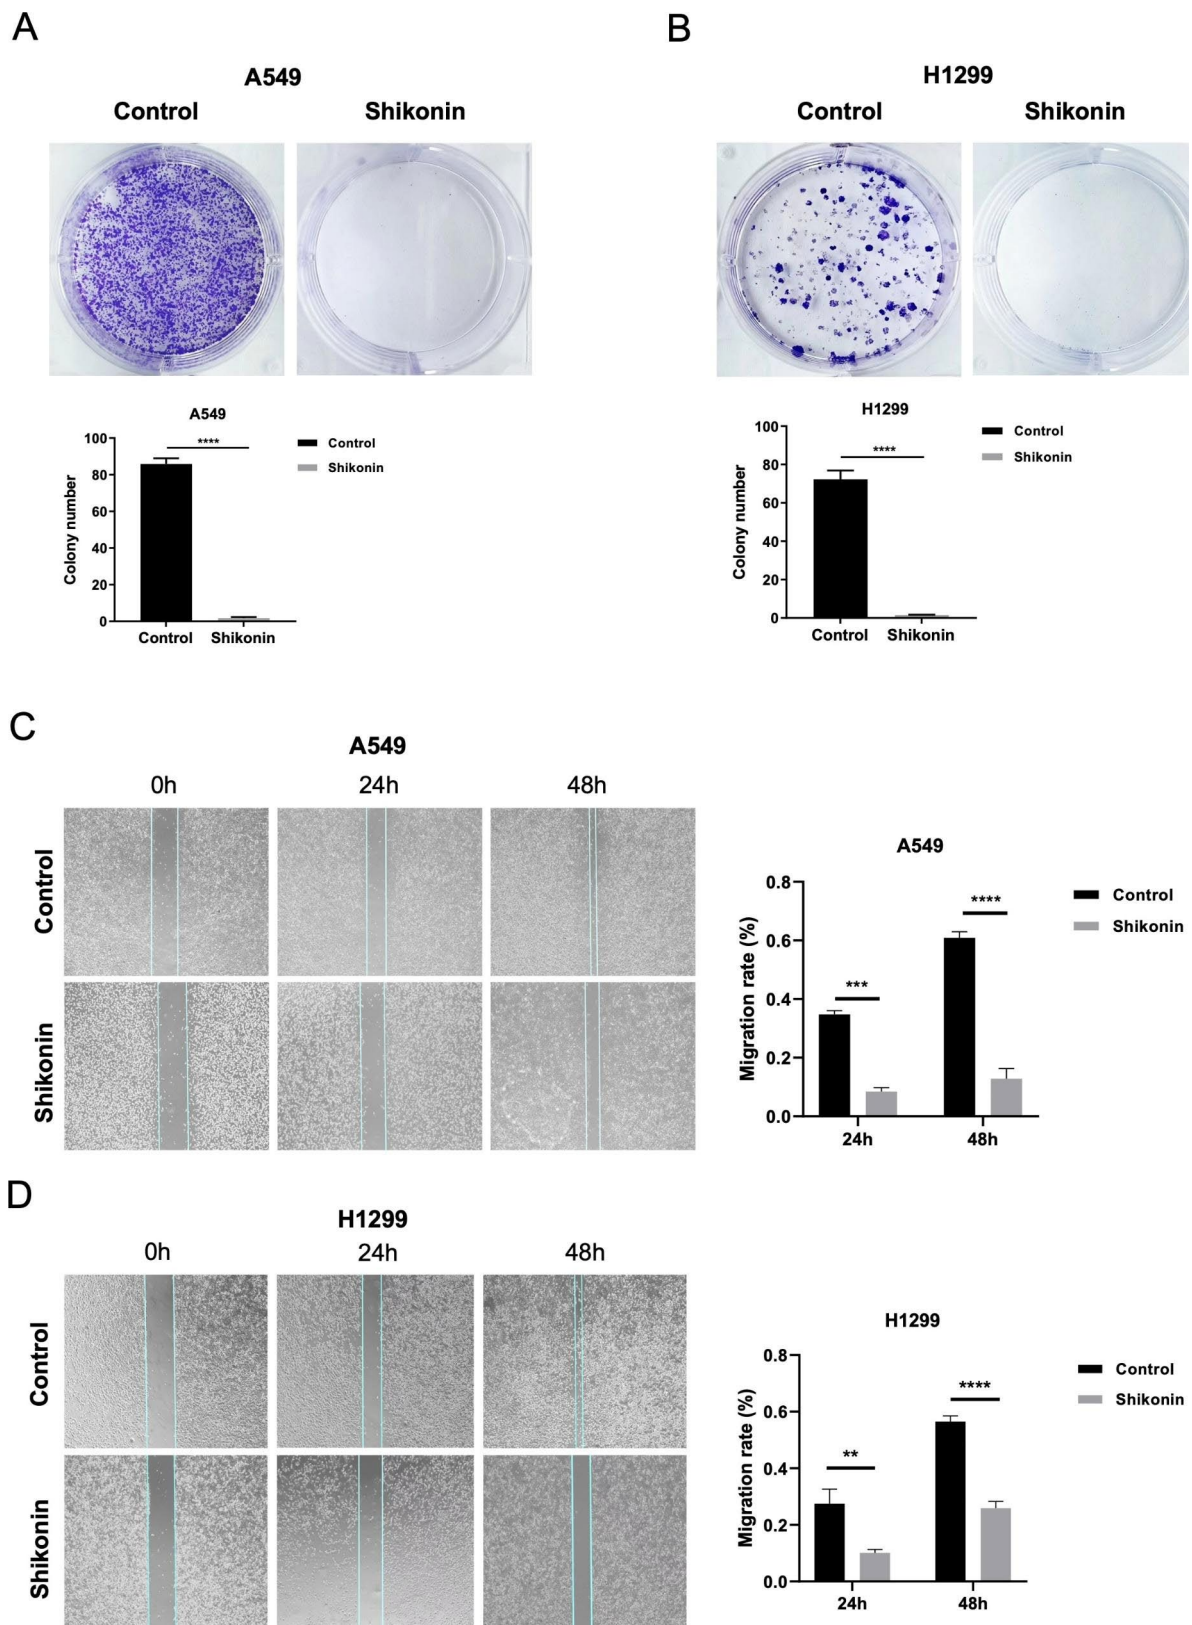 A
A549
Control Shikonin
A549
Colony number
100
80
60
40
20
0
****
Control
Shikonin
Control Shikonin
B
H1299
Control Shikonin
H1299
Colony number
100
80
60
40
20
0
****
Control
Shikonin
Control Shikonin
C
A549
0h 24h 48h
Control
Shikonin
A549
Migration rate (%)
0.8
0.6
0.4
0.2
0.0
***
****
24h 48h
Control
Shikonin
D
H1299
0h 24h 48h
Control
Shikonin
H1299
Migration rate (%)
0.8
0.6
0.4
0.2
0.0
**
****
24h 48h
Control
Shikonin